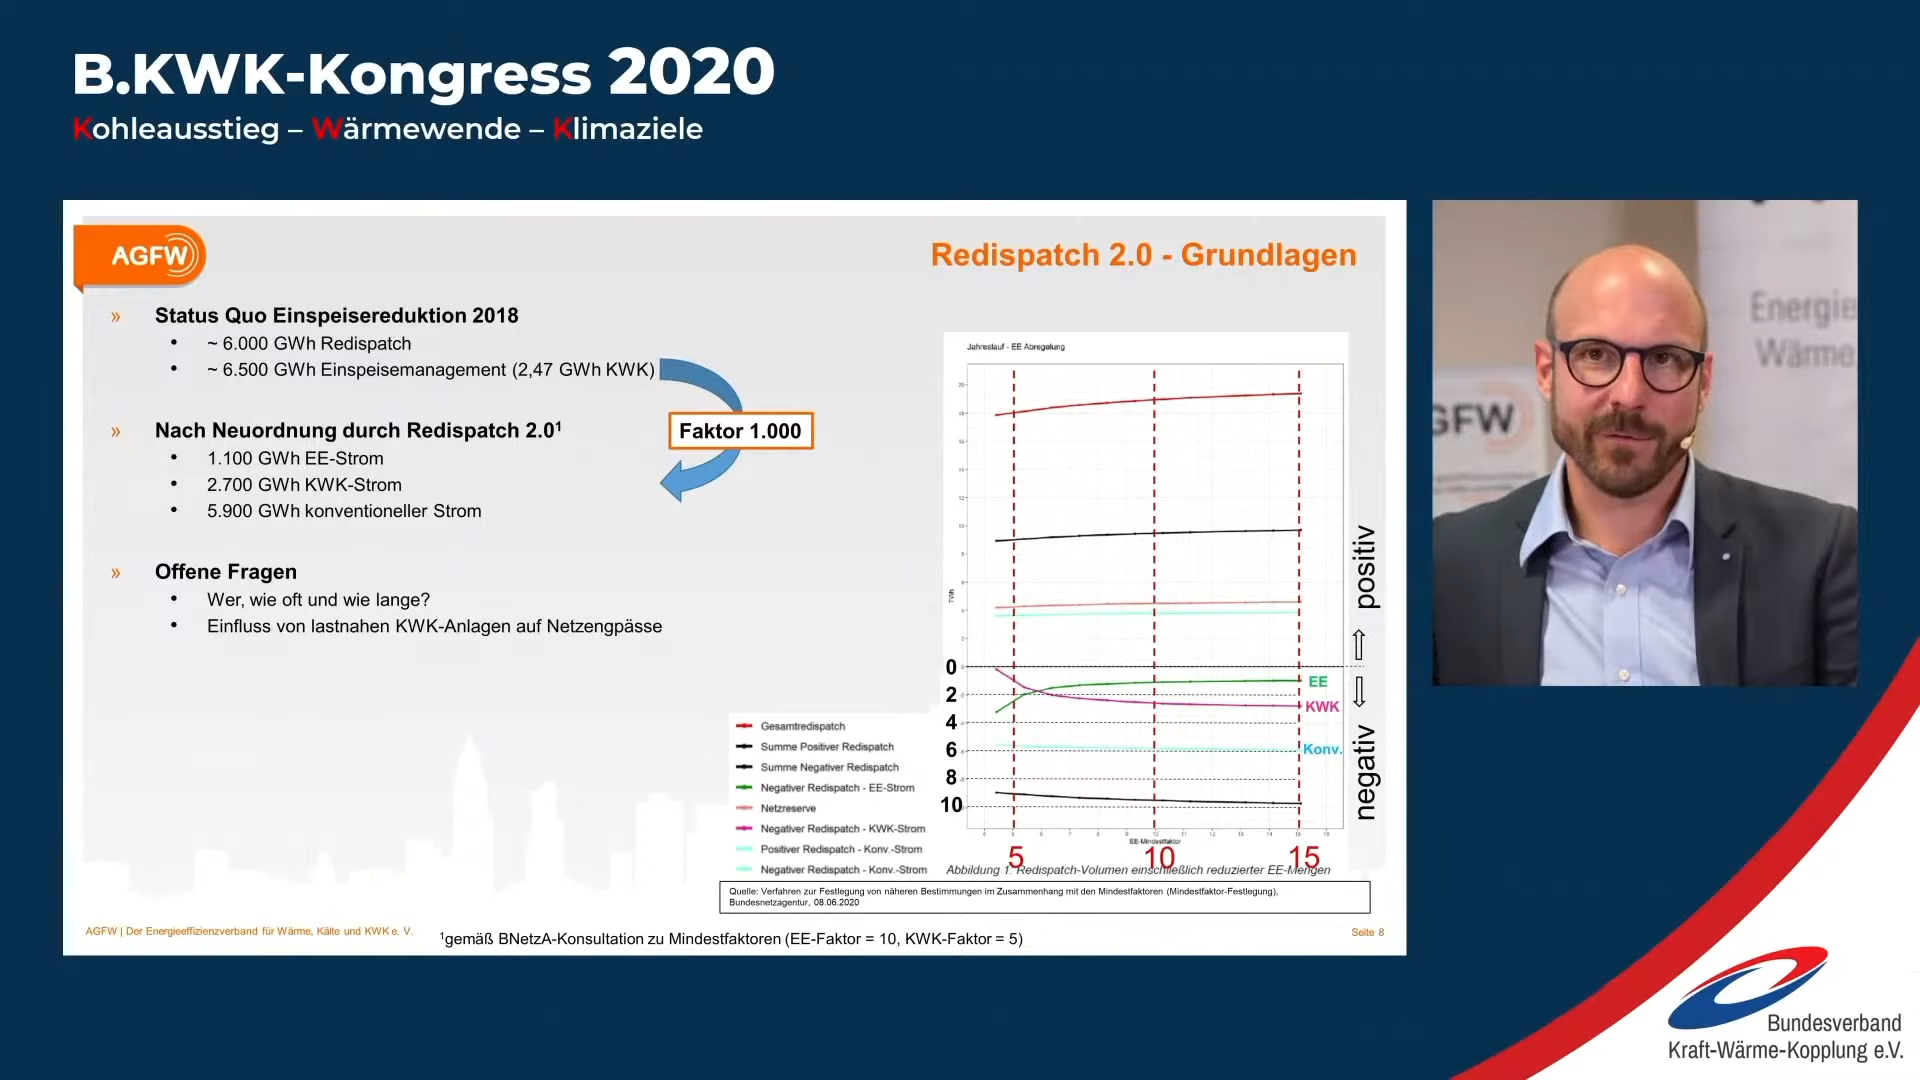 B.KWK-Kongress 2020
Kohleausstieg – Wärmewende – Klimaziele
AGFW
Redispatch 2.0 - Grundlagen
» Status Quo Einspeisereduktion 2018
• ~ 6.000 GWh Redispatch
• ~ 6.500 GWh Einspeisemanagement (2,47 GWh KWK)
Faktor 1.000
» Nach Neuordnung durch Redispatch 2.0¹
• 1.100 GWh EE-Strom
• 2.700 GWh KWK-Strom
• 5.900 GWh konventioneller Strom
» Offene Fragen
• Wer, wie oft und wie lange?
• Einfluss von lastnahen KWK-Anlagen auf Netzengpässe
Jahreslauf - EE Abregelung
TWh
0
2
4
6
8
10
EE
KWK
Konv.
positiv
negativ
EE-Mindestfaktor
5 10 15
Gesamtredispatch
Summe Positiver Redispatch
Summe Negativer Redispatch
Negativer Redispatch - EE-Strom
Netzreserve
Negativer Redispatch - KWK-Strom
Positiver Redispatch - Konv.-Strom
Negativer Redispatch - Konv.-Strom
Abbildung 1: Redispatch-Volumen einschließlich reduzierter EE-Mengen
Quelle: Verfahren zur Festlegung von näheren Bestimmungen im Zusammenhang mit den Mindestfaktoren (Mindestfaktor-Festlegung),
Bundesnetzagentur, 08.06.2020
AGFW | Der Energieeffizienzverband für Wärme, Kälte und KWK e. V.
¹gemäß BNetzA-Konsultation zu Mindestfaktoren (EE-Faktor = 10, KWK-Faktor = 5)
Seite 8
Energie
Wärme
GFW
Bundesverband
Kraft-Wärme-Kopplung e.V.